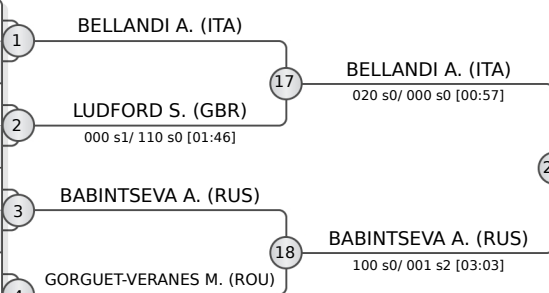 BELLANDI A. (ITA)
1
17
BELLANDI A. (ITA)
020 s0/ 000 s0 [00:57]
LUDFORD S. (GBR)
2
000 s1/ 110 s0 [01:46]
BABINTSEVA A. (RUS)
3
18
BABINTSEVA A. (RUS)
100 s0/ 001 s2 [03:03]
GORGUET-VERANES M. (ROU)